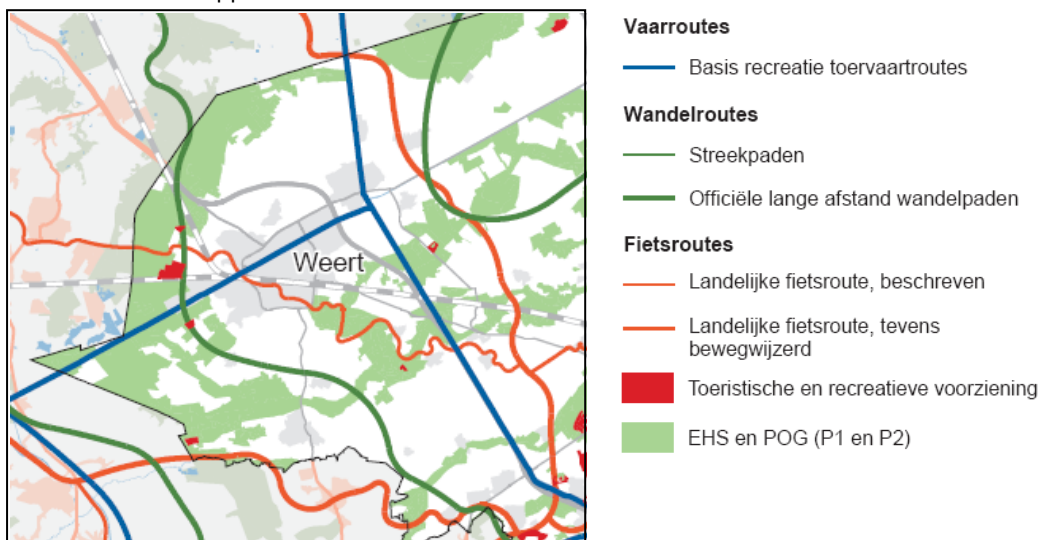 Vaarroutes
Basis recreatie toervaartroutes
Wandelroutes
Streekpaden
Officiële lange afstand wandelpaden
Fietsroutes
Landelijke fietsroute, beschreven
Landelijke fietsroute, tevens
bewegwijzerd
Toeristische en recreatieve voorziening
EHS en POG (P1 en P2)
Weert